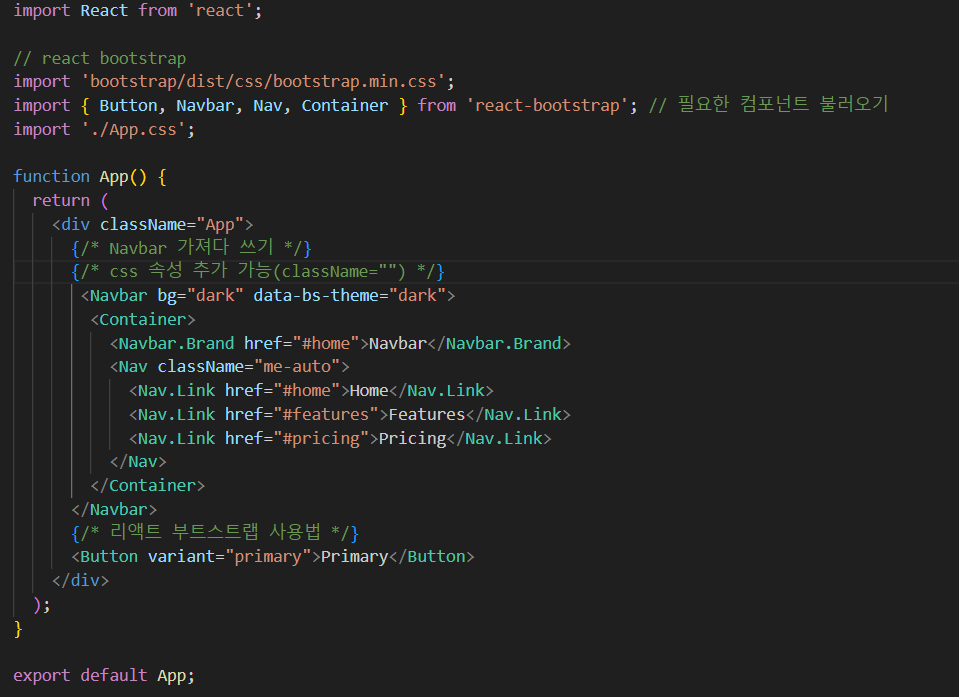 import React from 'react';
// react bootstrap
import 'bootstrap/dist/css/bootstrap.min.css';
import { Button, Navbar, Nav, Container } from 'react-bootstrap'; // 필요한 컴포넌트 불러오기
import './App.css';
function App() {
return (
<div className="App">
{/* Navbar 가져다 쓰기 */}
{/* css 속성 추가 가능(className="") */}
<Navbar bg="dark" data-bs-theme="dark">
<Container>
<Navbar.Brand href="#home">Navbar</Navbar.Brand>
<Nav className="me-auto">
<Nav.Link href="#home">Home</Nav.Link>
<Nav.Link href="#features">Features</Nav.Link>
<Nav.Link href="#pricing">Pricing</Nav.Link>
</Nav>
</Container>
</Navbar>
{/* 리액트 부트스트랩 사용법 */}
<Button variant="primary">Primary</Button>
</div>
);
}
export default App;